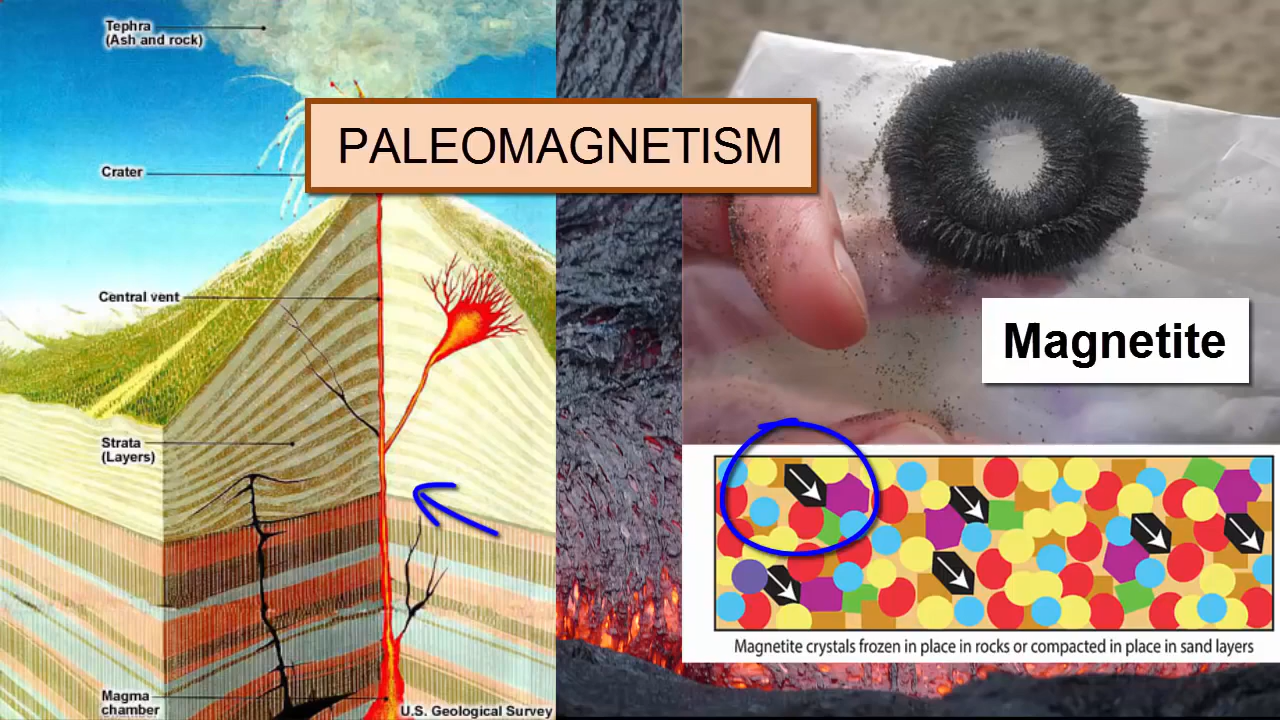 Tephra
(Ash and rock)
PALEOMAGNETISM
Crater
Central vent
Magnetite
Strata
(Layers)
Magnetite crystals frozen in place in rocks or compacted in place in sand layers
Magma
chamber
U.S. Geological Survey